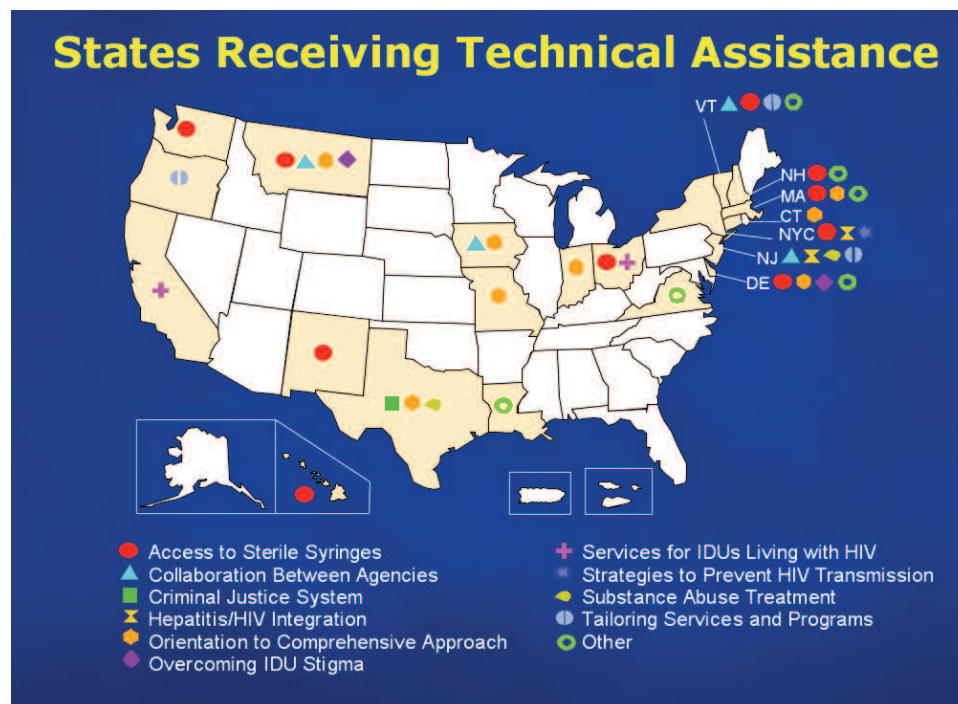 States Receiving Technical Assistance
VT
NH
MA
CT
NYC
NJ
DE
Access to Sterile Syringes
Collaboration Between Agencies
Criminal Justice System
Hepatitis/HIV Integration
Orientation to Comprehensive Approach
Overcoming IDU Stigma
Services for IDUs Living with HIV
Strategies to Prevent HIV Transmission
Substance Abuse Treatment
Tailoring Services and Programs
Other